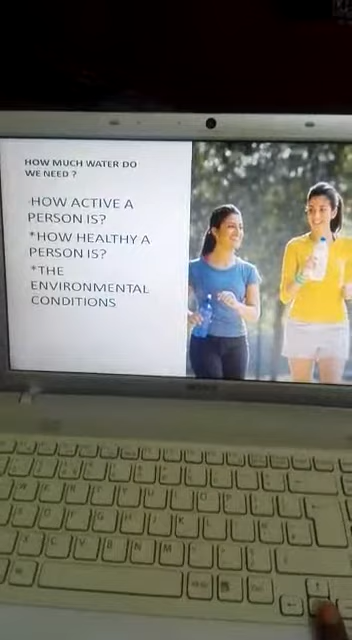 HOW MUCH WATER DO
WE NEED ?
HOW ACTIVE A
PERSON IS?
*HOW HEALTHY A
PERSON IS?
*THE
ENVIRONMENTAL
CONDITIONS